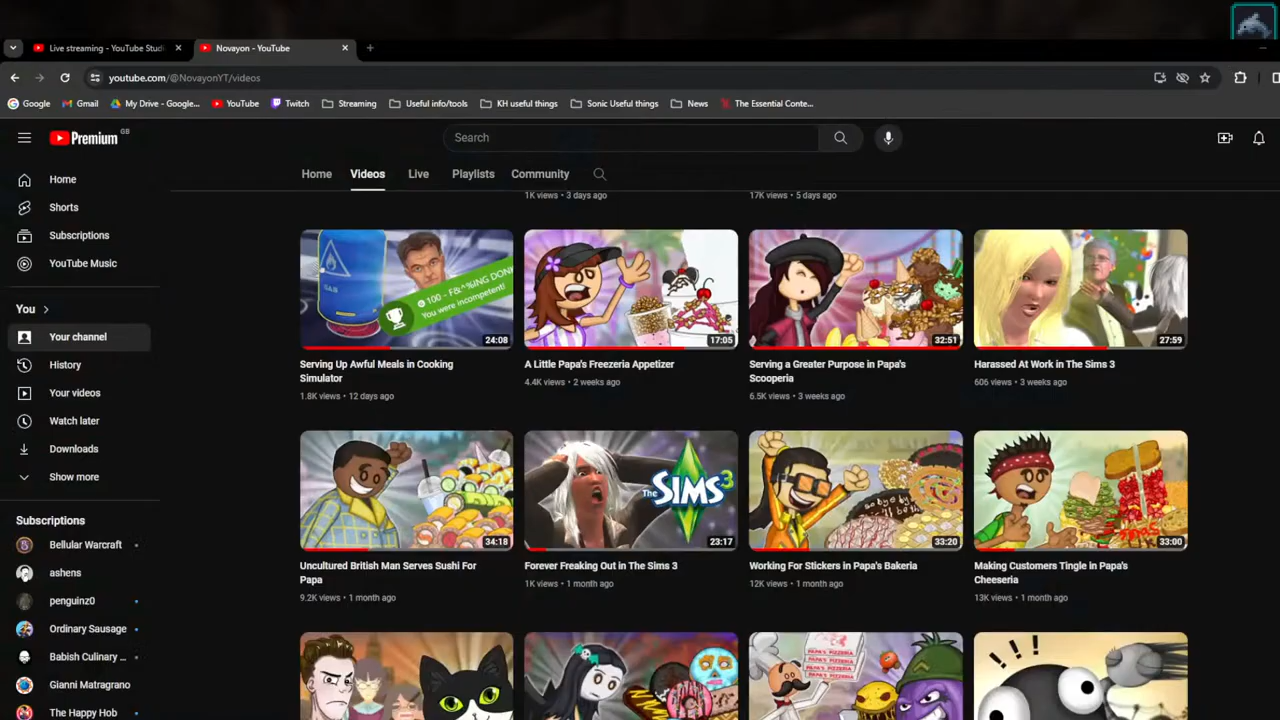 Live streaming - YouTube Studi
Novayon - YouTube
youtube.com/@NovayonYT/videos
Google
Gmail
My Drive - Google...
YouTube
Twitch
Streaming
Useful info/tools
KH useful things
Sonic Useful things
News
The Essential Conte...
Premium GB
Search
Home
Videos
Live
Playlists
Community
Home
Shorts
Subscriptions
YouTube Music
You
Your channel
History
Your videos
Watch later
Downloads
Show more
Subscriptions
Bellular Warcraft
ashens
penguinz0
Ordinary Sausage
Babish Culinary ...
Gianni Matragrano
The Happy Hob
1K views • 3 days ago
17K views • 5 days ago
GAS
100 - F&^%ING DONK
You were incompetent!
24:08
17:05
32:51
27:59
Serving Up Awful Meals in Cooking
Simulator
1.8K views • 12 days ago
A Little Papa's Freezeria Appetizer
4.4K views • 2 weeks ago
Serving a Greater Purpose in Papa's
Scooperia
6.5K views • 3 weeks ago
Harassed At Work in The Sims 3
606 views • 3 weeks ago
34:18
THE SIMS 3
23:17
33:20
33:00
Uncultured British Man Serves Sushi For
Papa
9.2K views • 1 month ago
Forever Freaking Out in The Sims 3
1K views • 1 month ago
Working For Stickers in Papa's Bakeria
12K views • 1 month ago
Making Customers Tingle in Papa's
Cheeseria
13K views • 1 month ago
PAPA'S PIZZERIA
PAPA'S PIZZERIA
PAPA'S PIZZERIA
!!!